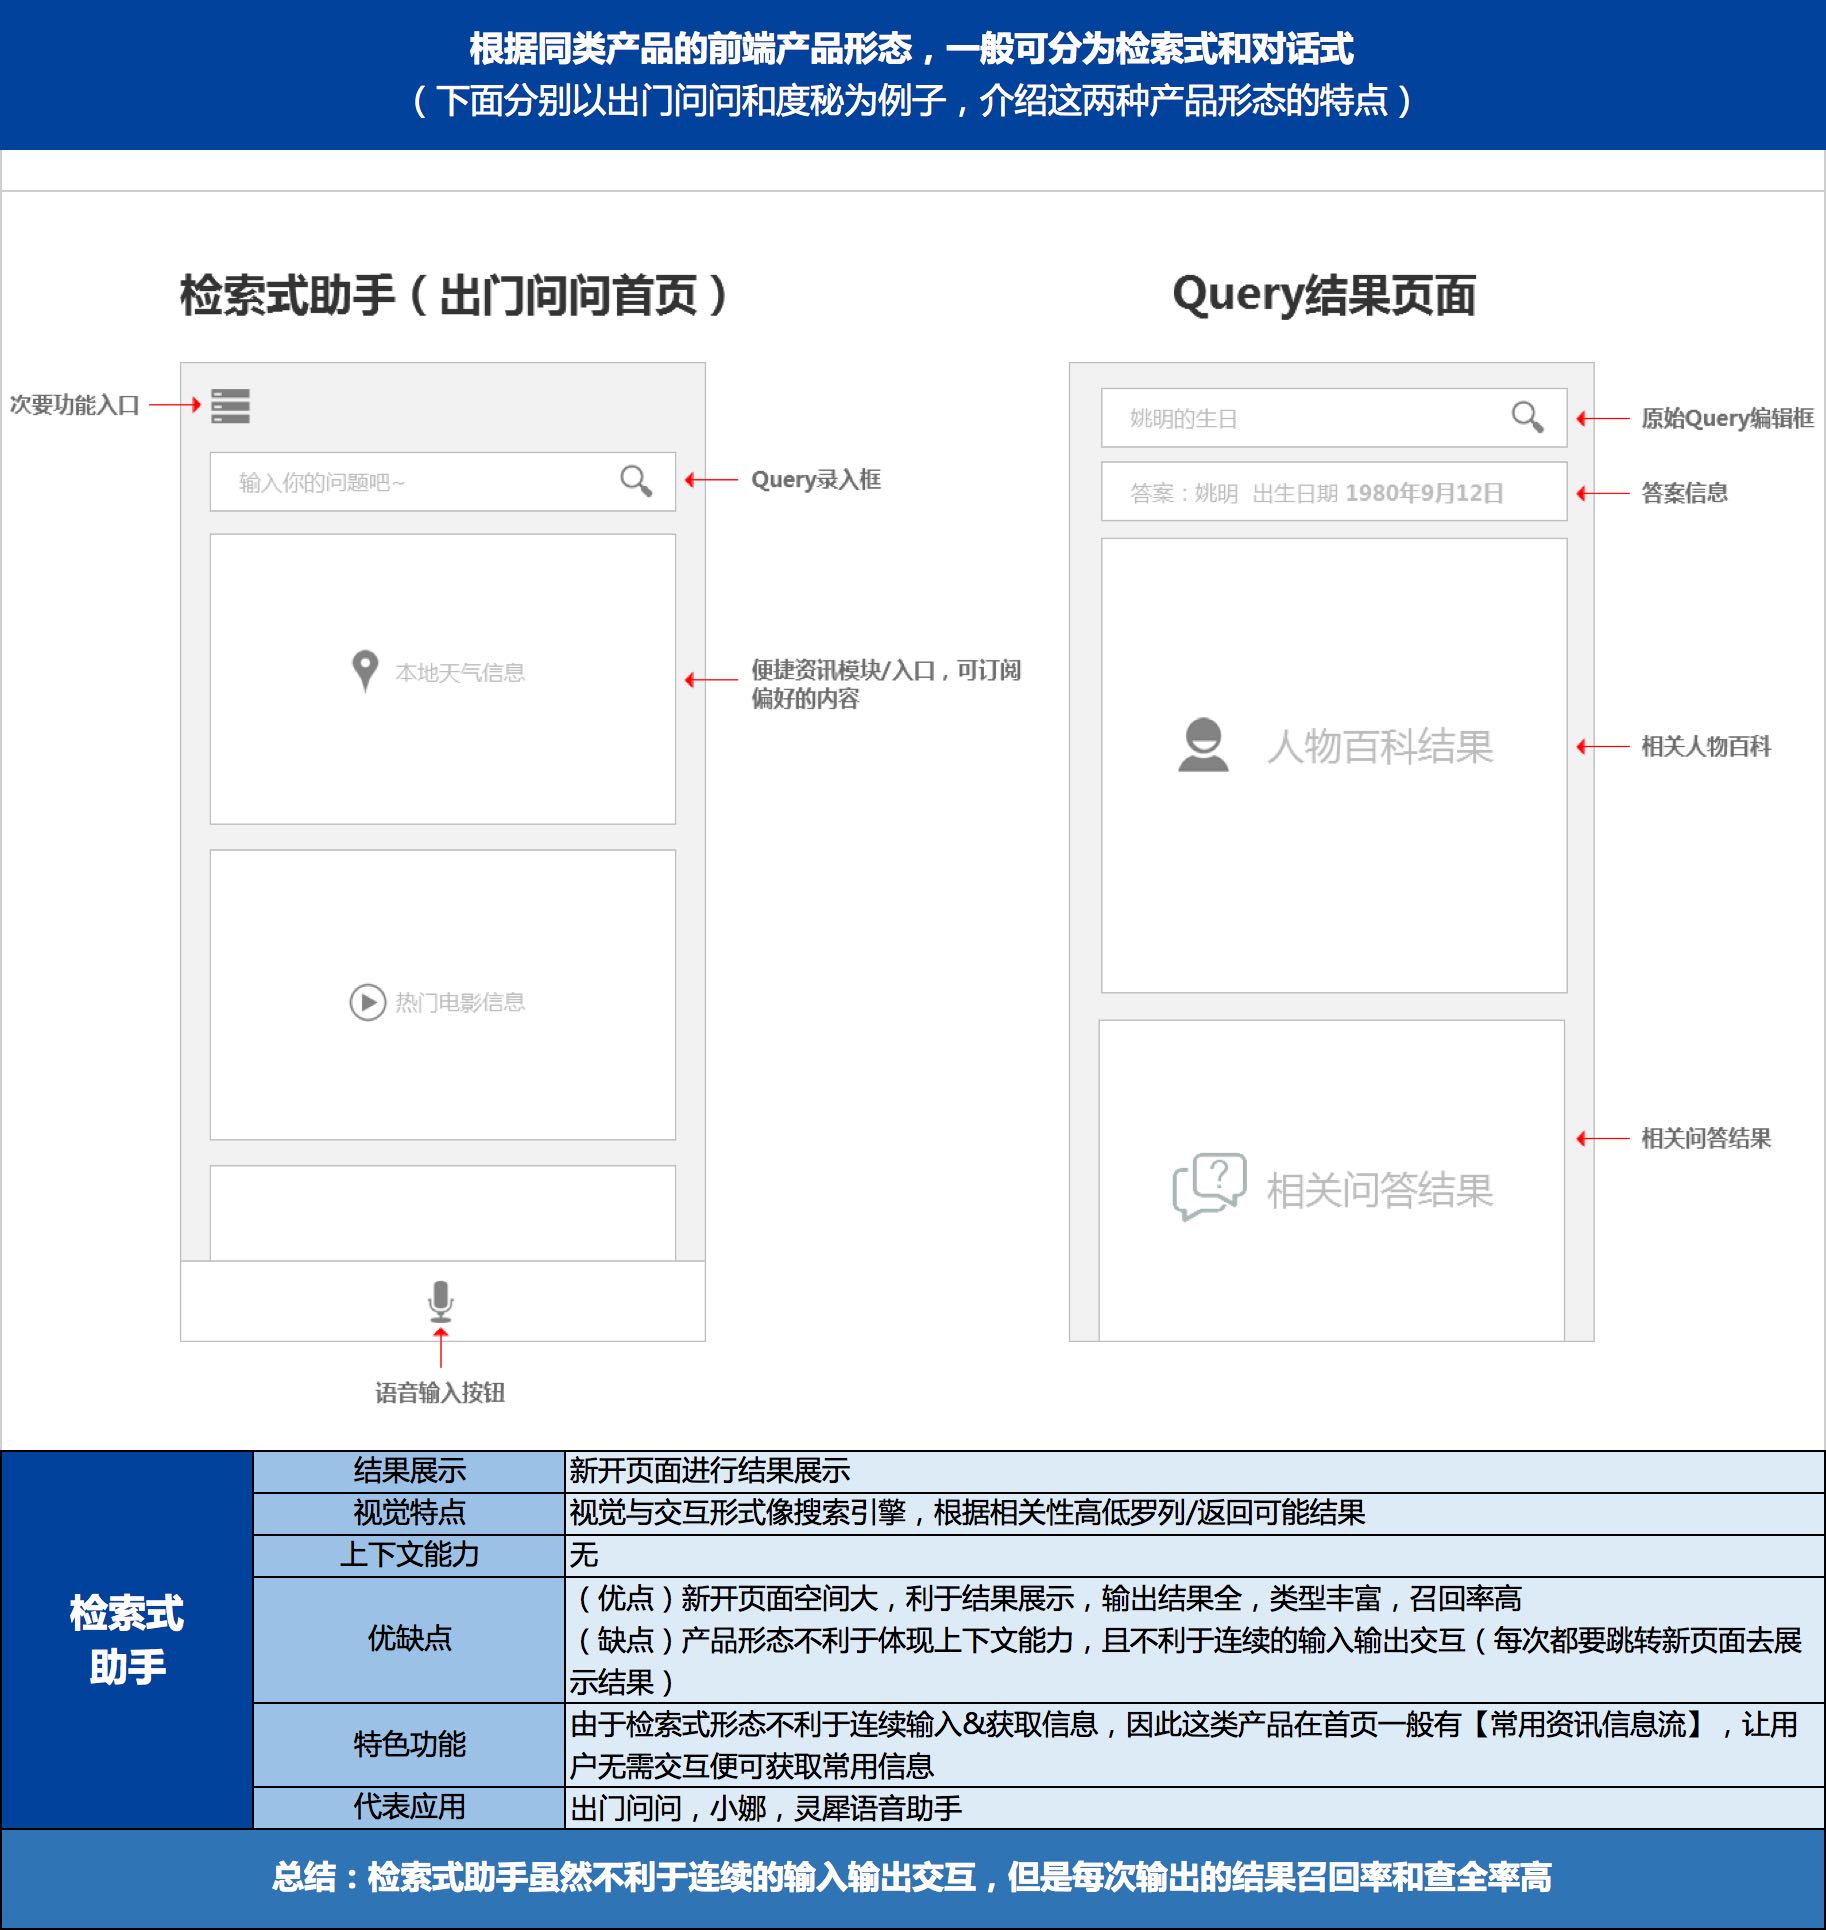 根据同类产品的前端产品形态，一般可分为检索式和对话式
（下面分别以出门问问和度秘为例子，介绍这两种产品形态的特点）
检索式助手（出门问问首页）
次要功能入口
输入你的问题吧~
Query录入框
本地天气信息
便捷资讯模块/入口，可订阅
偏好的内容
热门电影信息
语音输入按钮
Query结果页面
姚明的生日
原始Query编辑框
答案：姚明 出生日期 1980年9月12日
答案信息
人物百科结果
相关人物百科
相关问答结果
相关问答结果
检索式
助手
结果展示
新开页面进行结果展示
视觉特点
视觉与交互形式像搜索引擎，根据相关性高低罗列/返回可能结果
上下文能力
无
优缺点
（优点）新开页面空间大，利于结果展示，输出结果全，类型丰富，召回率高
（缺点）产品形态不利于体现上下文能力，且不利于连续的输入输出交互（每次都要跳转新页面去展
示结果）
特色功能
由于检索式形态不利于连续输入&获取信息，因此这类产品在首页一般有【常用资讯信息流】，让用
户无需交互便可获取常用信息
代表应用
出门问问，小娜，灵犀语音助手
总结：检索式助手虽然不利于连续的输入输出交互，但是每次输出的结果召回率和查全率高